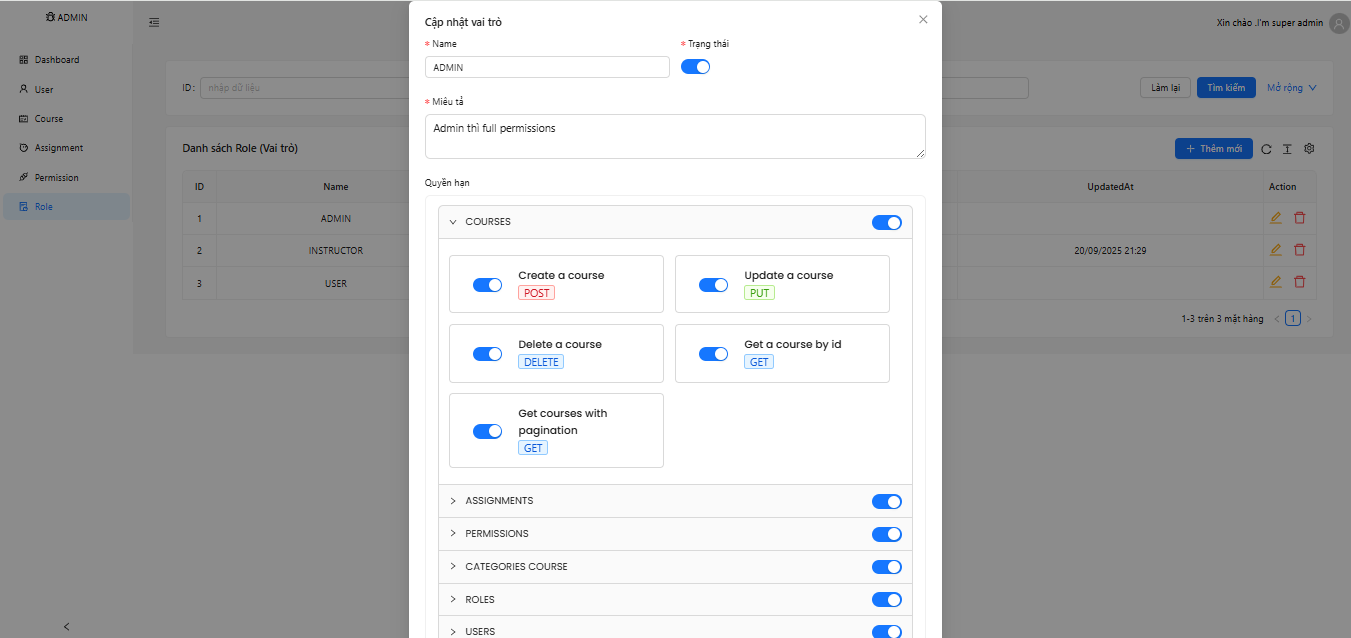 ADMIN
Xin chào .I'm super admin
Dashboard
User
Course
Assignment
Permission
Role
ID:
nhập dữ liệu
Làm lại
Tìm kiếm
Mở rộng
Danh sách Role (Vai trò)
Thêm mới
ID
Name
UpdatedAt
Action
1
ADMIN
2
INSTRUCTOR
20/09/2025 21:29
3
USER
1-3 trên 3 mặt hàng
1
Cập nhật vai trò
* Name
* Trạng thái
ADMIN
* Miêu tả
Admin thì full permissions
Quyền hạn
COURSES
Create a course
POST
Update a course
PUT
Delete a course
DELETE
Get a course by id
GET
Get courses with
pagination
GET
ASSIGNMENTS
PERMISSIONS
CATEGORIES COURSE
ROLES
USERS